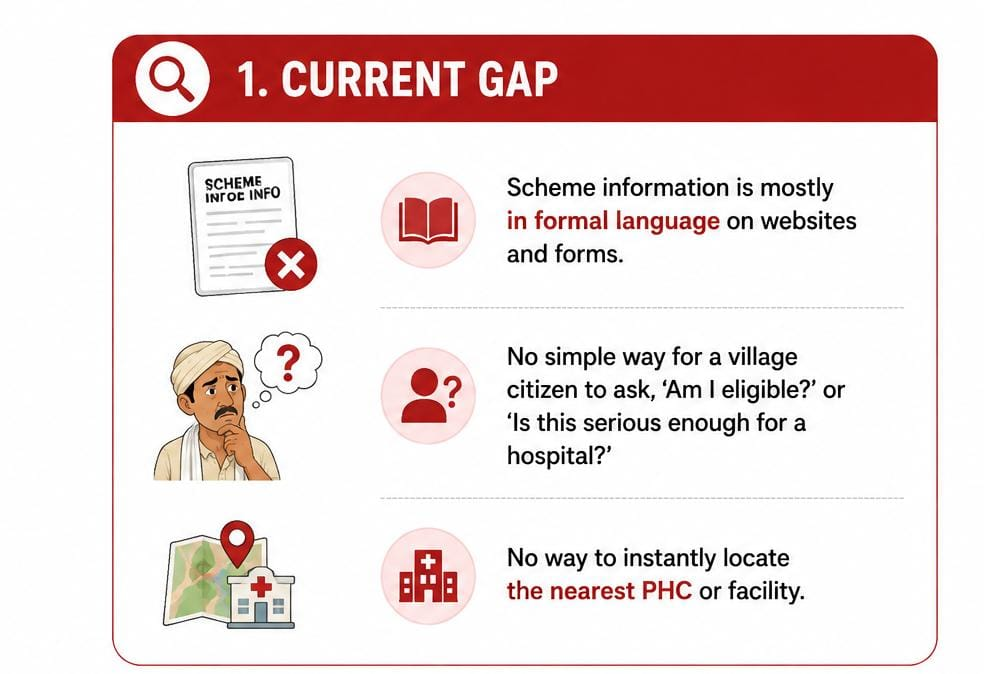 1. CURRENT GAP
SCHEME
INFOE INFO
Scheme information is mostly
in formal language on websites
and forms.
?
No simple way for a village
citizen to ask, ‘Am I eligible?’ or
‘Is this serious enough for a
hospital?’
?
No way to instantly locate
the nearest PHC or facility.